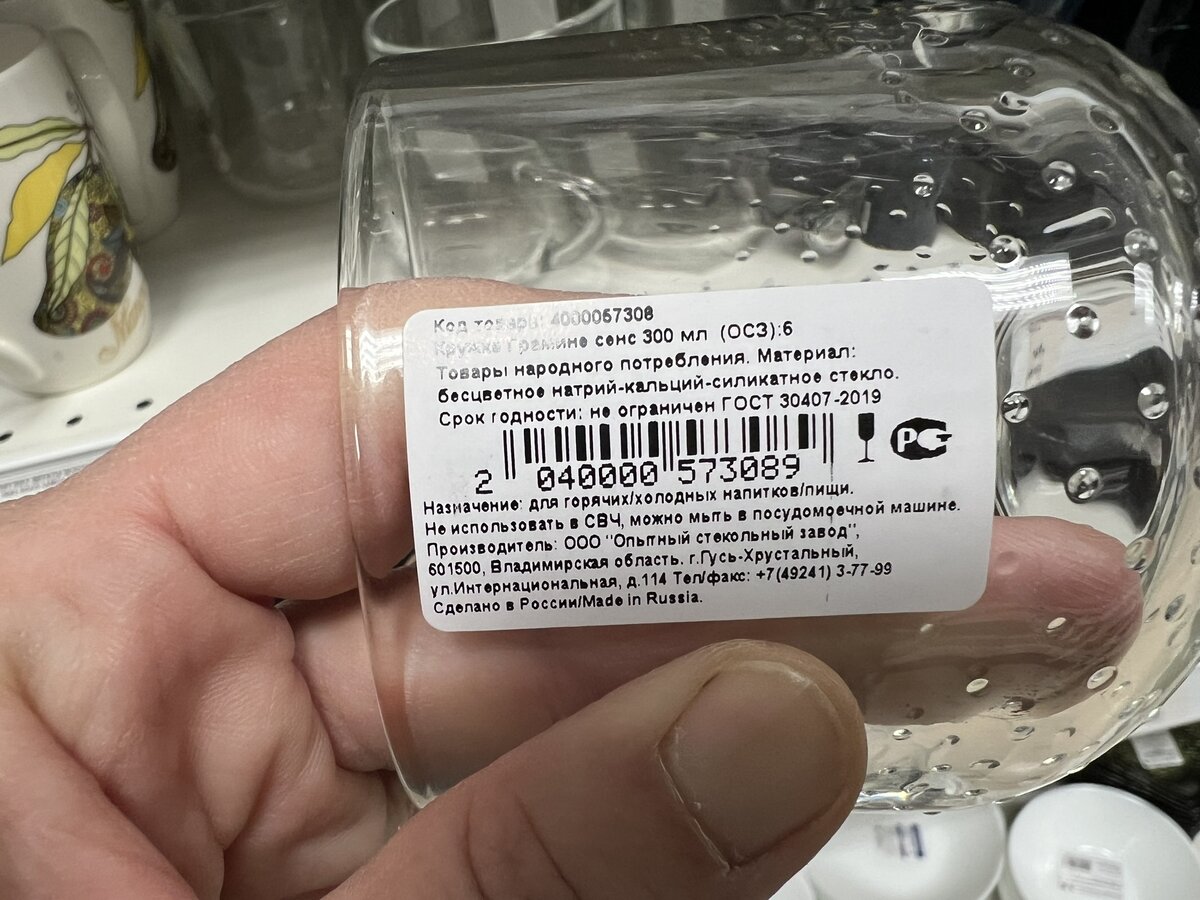 Код товара: 4000057308
Кружка Грамине сенс 300 мл (ОСЗ):6
Товары народного потребления. Материал:
бесцветное натрий-кальций-силикатное стекло.
Срок годности: не ограничен ГОСТ 30407-2019
2 040000 573089
Назначение: для горячих/холодных напитков/пищи.
Не использовать в СВЧ, можно мыть в посудомоечной машине.
Производитель: ООО "Опытный стекольный завод",
601500, Владимирская область. г.Гусь-Хрустальный,
ул.Интернациональная, д.114 Тел/факс: +7(49241) 3-77-99
Сделано в России/Made in Russia.